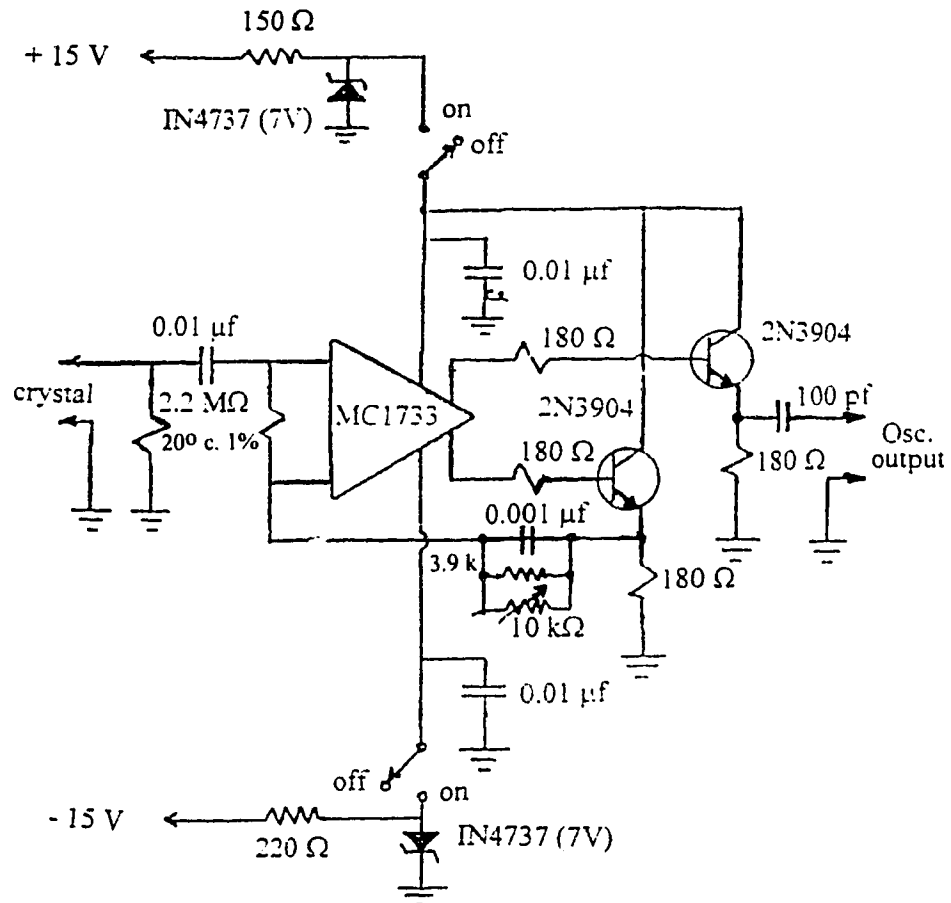 150 Ω
+ 15 V
IN4737 (7V)
on
off
0.01 μf
0.01 μf
2N3904
180 Ω
crystal
2.2 MΩ
20º c. 1%
MC1733
2N3904
100 pf
Osc.
output
180 Ω
180 Ω
0.001 μf
3.9 k
180 Ω
10 kΩ
0.01 μf
off
on
- 15 V
220 Ω
IN4737 (7V)